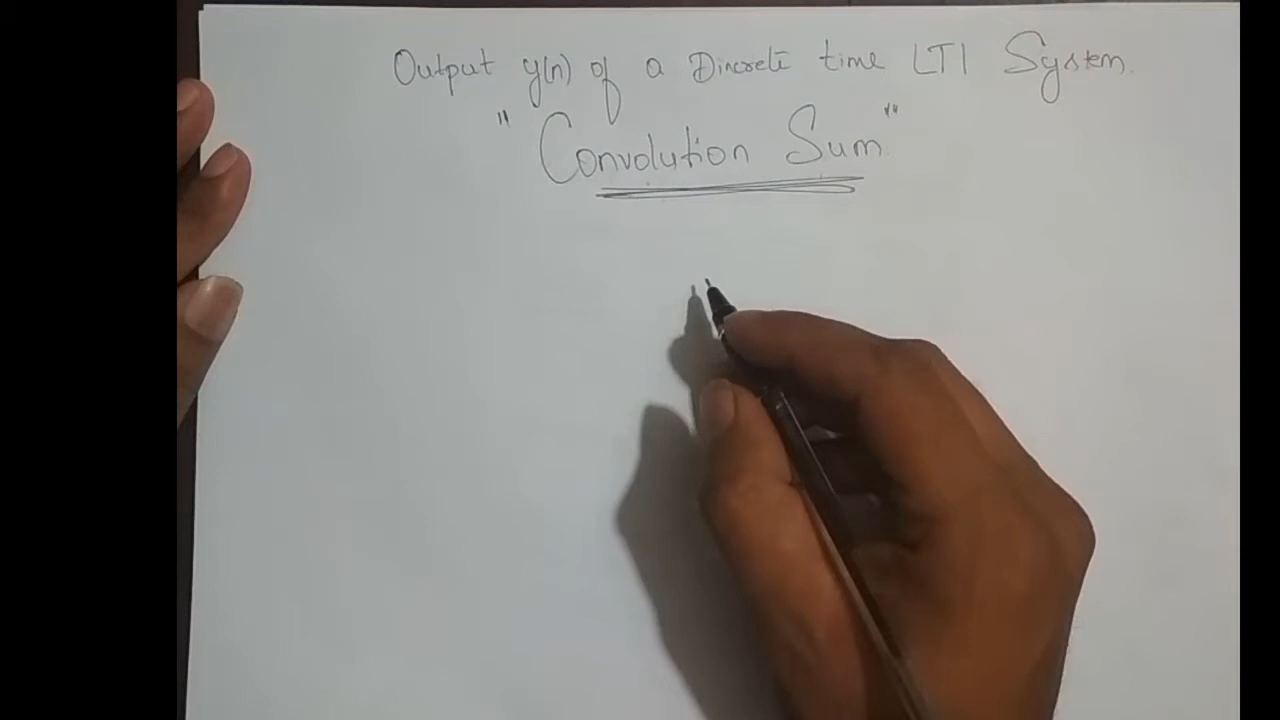 Output y(n) of a Discrete time LTI System.
"Convolution Sum"